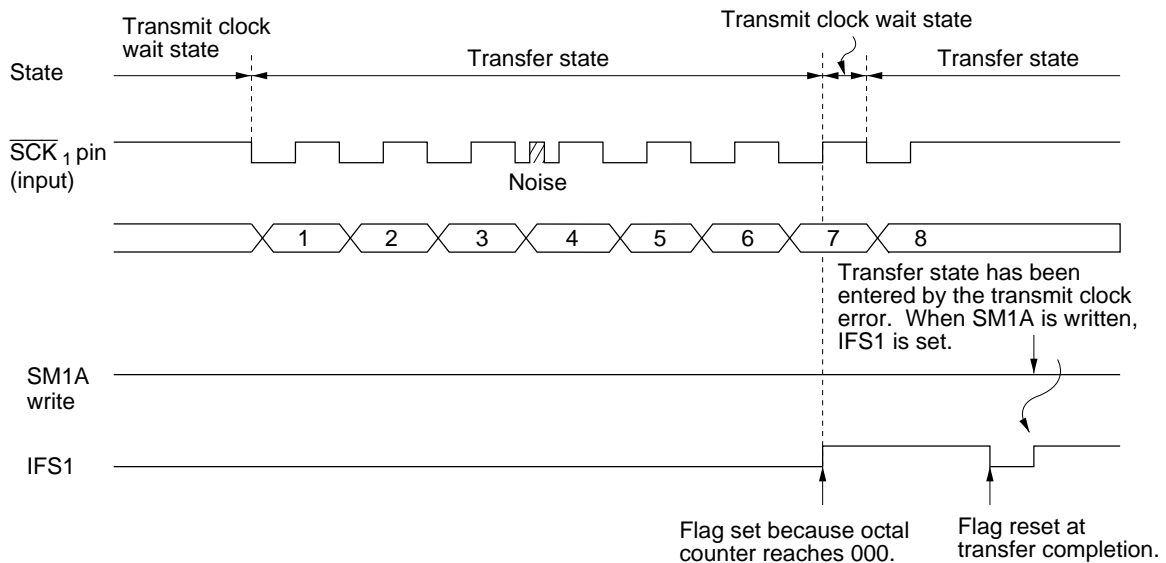 Transmit clock
wait state
Transmit clock wait state
State
Transfer state
Transfer state
SCK 1 pin
(input)
Noise
1 2 3 4 5 6 7 8
Transfer state has been
entered by the transmit clock
error. When SM1A is written,
IFS1 is set.
SM1A
write
IFS1
Flag set because octal
counter reaches 000.
Flag reset at
transfer completion.